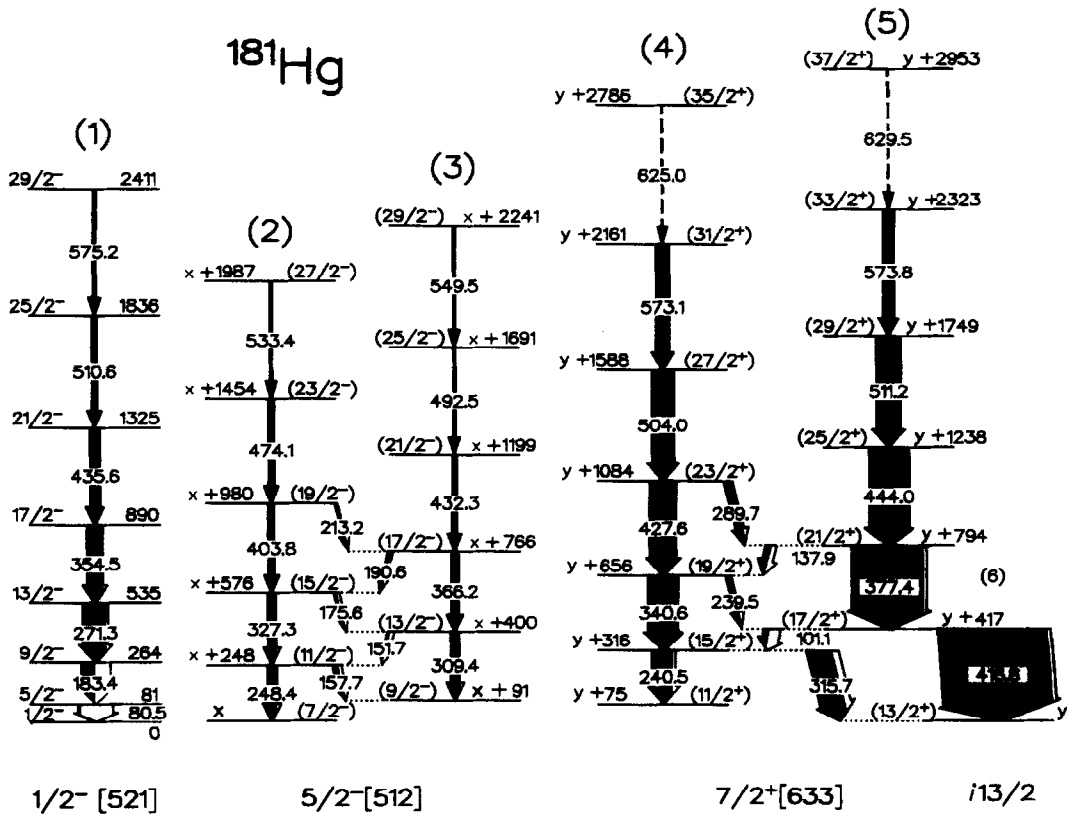 ¹⁸¹Hg
(1)
29/2⁻ 2411
575.2
25/2⁻ 1836
510.6
21/2⁻ 1325
435.6
17/2⁻ 890
354.5
13/2⁻ 535
271.3
9/2⁻ 264
183.4
5/2⁻ 81
80.5
1/2⁻
0
1/2⁻ [521]
(2)
x +1987 (27/2⁻)
533.4
x +1454 (23/2⁻)
474.1
x +980 (19/2⁻)
213.2
403.8
190.6
x +576 (15/2⁻)
175.6
327.3
151.7
x +248 (11/2⁻)
157.7
248.4
x (7/2⁻)
(3)
(29/2⁻) x + 2241
549.5
(25/2⁻) x + 1691
492.5
(21/2⁻) x + 1199
432.3
(17/2⁻) x + 766
366.2
(13/2⁻) x + 400
309.4
(9/2⁻) x + 91
5/2⁻[512]
(4)
y +2786 (35/2⁺)
625.0
y +2161 (31/2⁺)
573.1
y +1588 (27/2⁺)
504.0
y +1084 (23/2⁺)
289.7
427.6
137.9
y +656 (19/2⁺)
239.5
340.6
101.1
y +316 (15/2⁺)
315.7
240.5
y +75 (11/2⁺)
7/2⁺[633]
(5)
(37/2⁺) y +2953
629.5
(33/2⁺) y +2323
573.8
(29/2⁺) y +1749
511.2
(25/2⁺) y +1238
444.0
(21/2⁺) y +794
377.4
(6)
(17/2⁺) y +417
(13/2⁺) y
i13/2